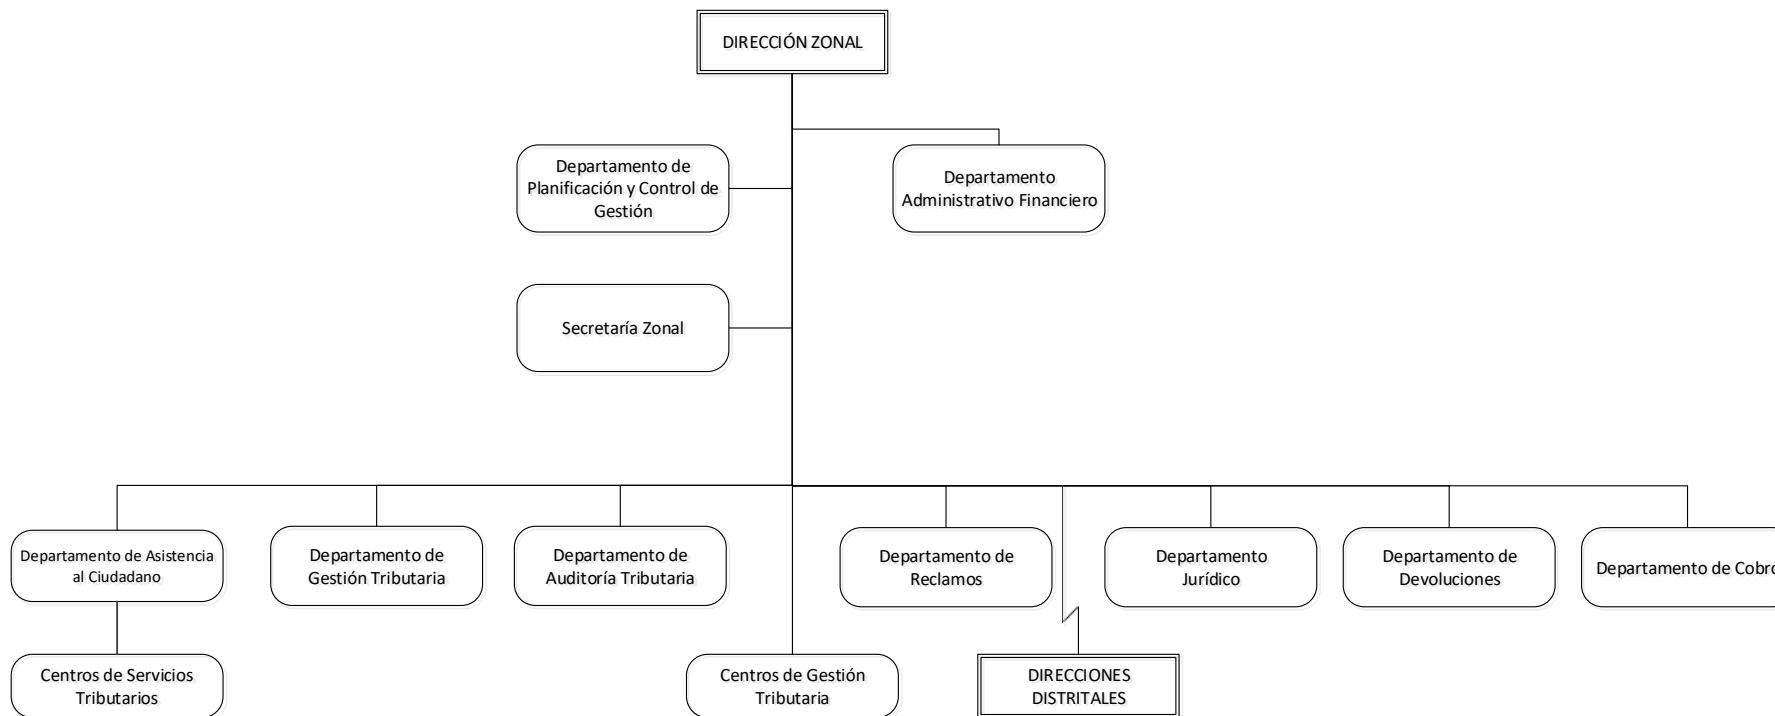 DIRECCIÓN ZONAL
Departamento de
Planificación y Control de
Gestión
Departamento
Administrativo Financiero
Secretaría Zonal
Departamento de Asistencia
al Ciudadano
Departamento de
Gestión Tributaria
Departamento de
Auditoría Tributaria
Departamento de
Reclamos
Departamento
Jurídico
Departamento de
Devoluciones
Departamento de
Centros de Servicios
Tributarios
Centros de Gestión
Tributaria
DIRECCIONES
DISTRITALES